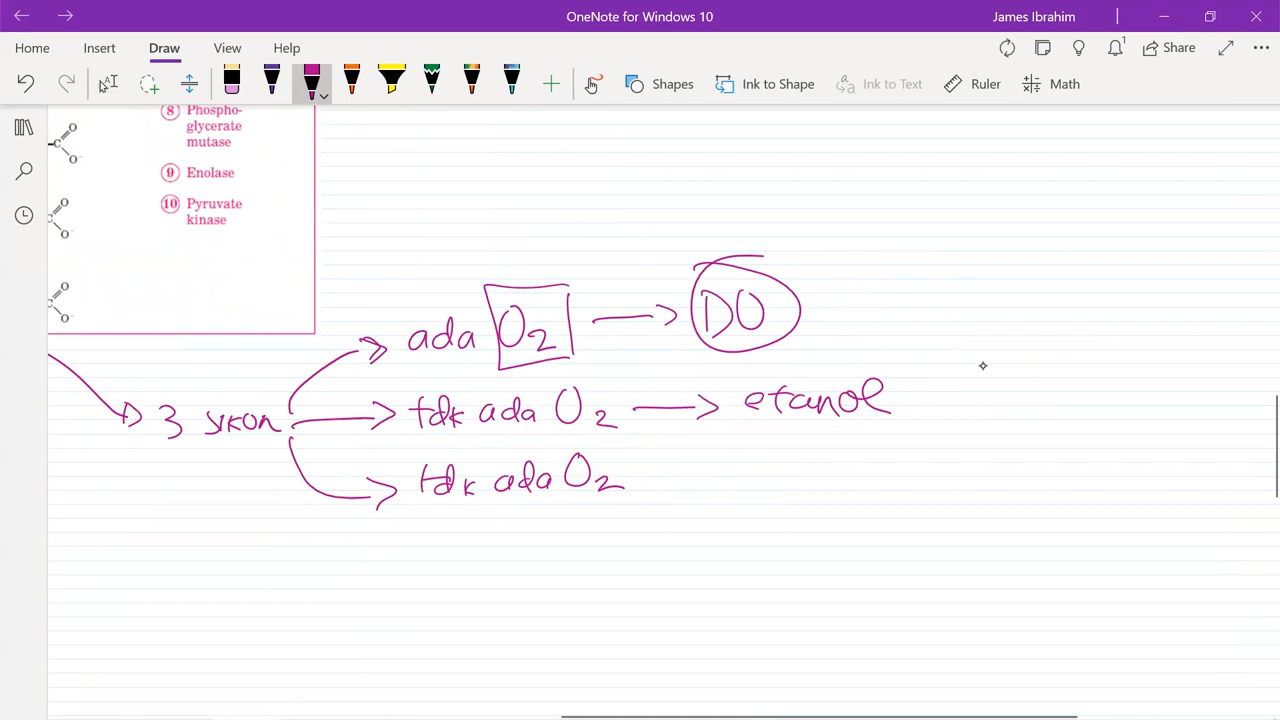 OneNote for Windows 10
James Ibrahim
Home Insert Draw View Help
1
Share
Shapes Ink to Shape Ink to Text Ruler Math
8 Phospho-
glycerate
mutase
9 Enolase
10 Pyruvate
kinase
C O O⁻
C O O⁻
C O O⁻
ada O2 → DO
3 skon → tdk ada O2 → etanol
tdk ada O2